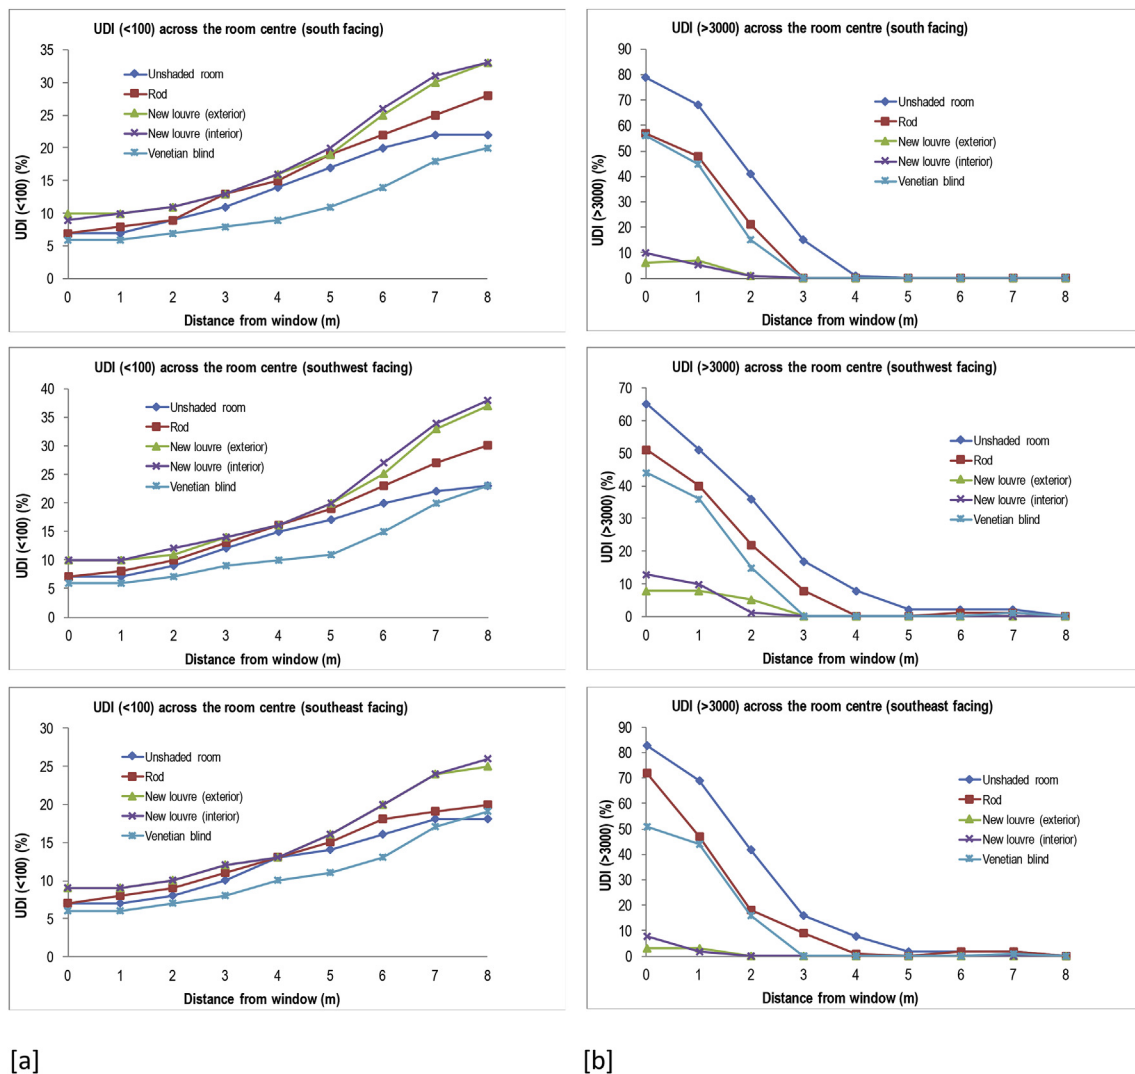 UDI (<100) across the room centre (south facing)
35
30
25
20
15
10
5
0
UDI (<100) (%)
Unshaded room
Rod
New louvre (exterior)
New louvre (interior)
Venetian blind
0 1 2 3 4 5 6 7 8
Distance from window (m)
UDI (>3000) across the room centre (south facing)
90
80
70
60
50
40
30
20
10
0
UDI (>3000) (%)
Unshaded room
Rod
New louvre (exterior)
New louvre (interior)
Venetian blind
0 1 2 3 4 5 6 7 8
Distance from window (m)
UDI (<100) across the room centre (southwest facing)
40
35
30
25
20
15
10
5
0
UDI (<100) (%)
Unshaded room
Rod
New louvre (exterior)
New louvre (interior)
Venetian blind
0 1 2 3 4 5 6 7 8
Distance from window (m)
UDI (>3000) across the room centre (southwest facing)
70
60
50
40
30
20
10
0
UDI (>3000) (%)
Unshaded room
Rod
New louvre (exterior)
New louvre (interior)
Venetian blind
0 1 2 3 4 5 6 7 8
Distance from window (m)
UDI (<100) across the room centre (southeast facing)
30
25
20
15
10
5
0
UDI (<100) (%)
Unshaded room
Rod
New louvre (exterior)
New louvre (interior)
Venetian blind
0 1 2 3 4 5 6 7 8
Distance from window (m)
UDI (>3000) across the room centre (southeast facing)
90
80
70
60
50
40
30
20
10
0
UDI (>3000) (%)
Unshaded room
Rod
New louvre (exterior)
New louvre (interior)
Venetian blind
0 1 2 3 4 5 6 7 8
Distance from window (m)
[a]
[b]